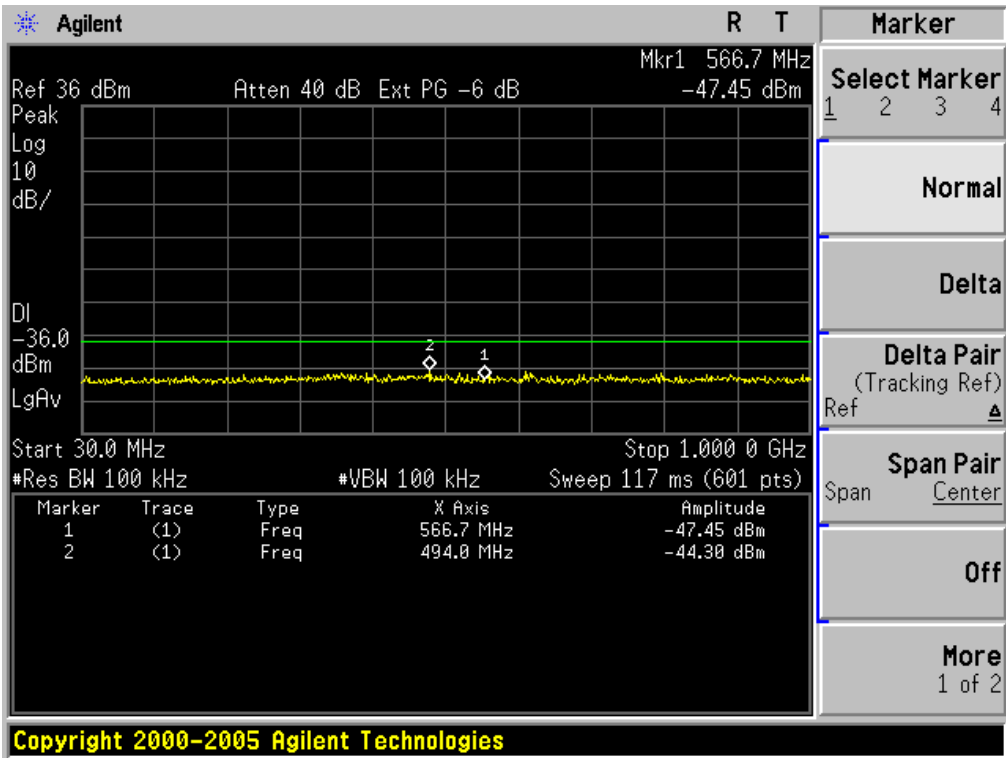 Agilent R T
Mkr1 566.7 MHz
Ref 36 dBm Atten 40 dB Ext PG -6 dB -47.45 dBm
Peak
Log
10
dB/
DI
-36.0
dBm
LgAv
2
1
Start 30.0 MHz Stop 1.000 0 GHz
#Res BW 100 kHz #VBW 100 kHz Sweep 117 ms (601 pts)
Marker Trace Type X Axis Amplitude
1 (1) Freq 566.7 MHz -47.45 dBm
2 (1) Freq 494.0 MHz -44.30 dBm
Copyright 2000-2005 Agilent Technologies
Marker
Select Marker
1 2 3 4
Normal
Delta
Delta Pair
(Tracking Ref)
Ref Δ
Span Pair
Span Center
Off
More
1 of 2